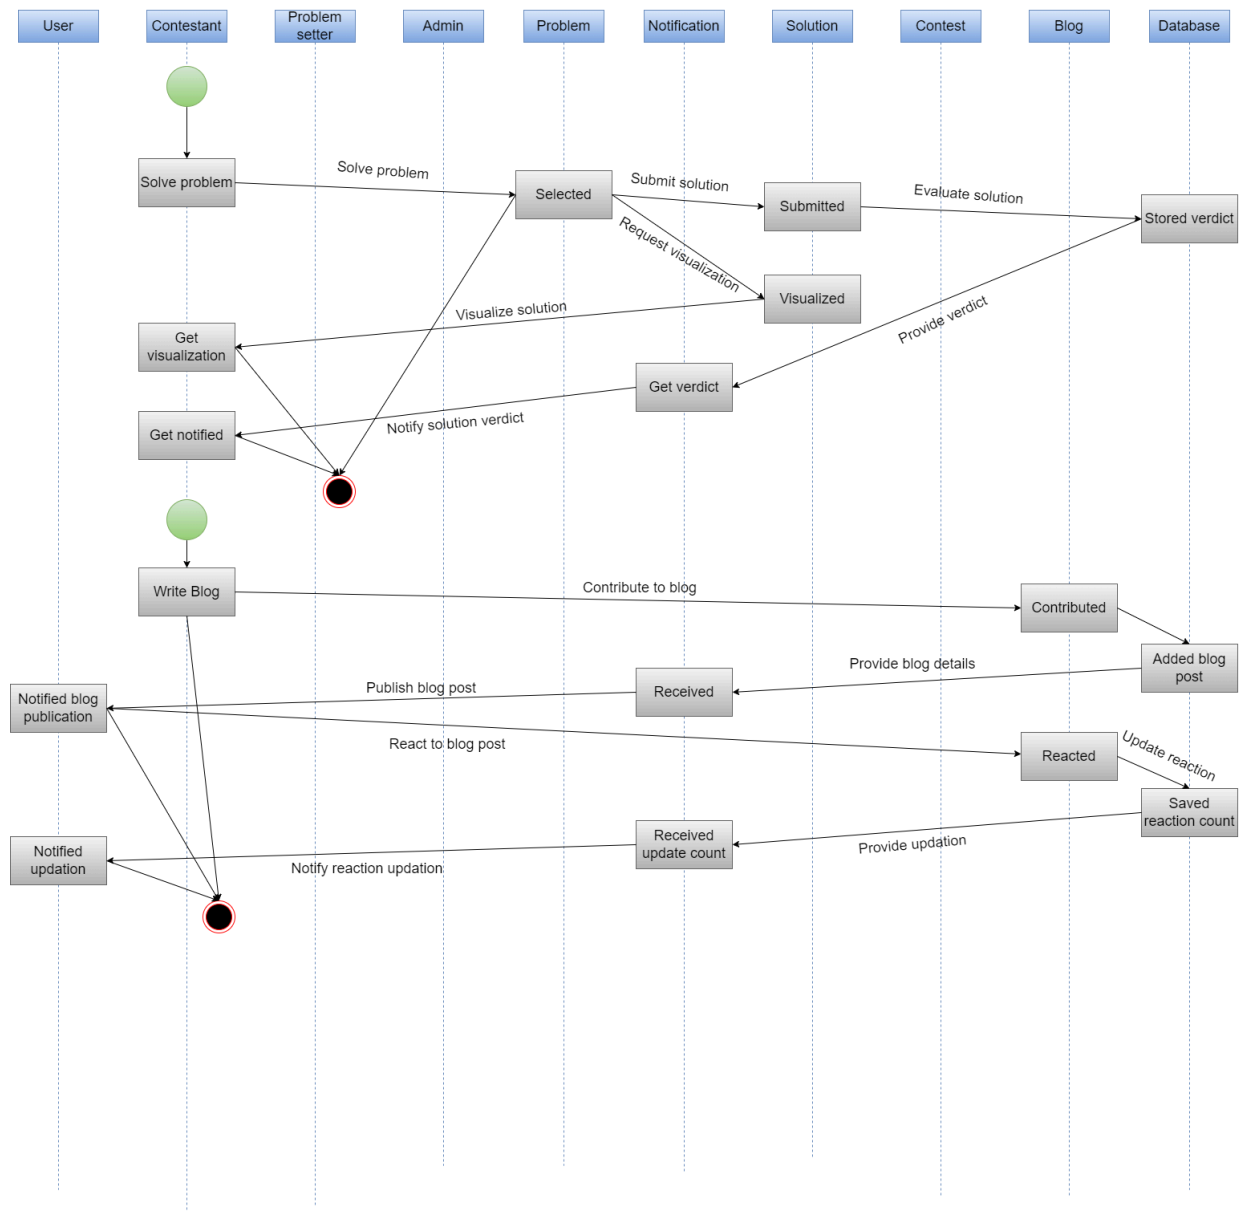 User
Contestant
Problem
setter
Admin
Problem
Notification
Solution
Contest
Blog
Database
Solve problem
Solve problem
Selected
Submit solution
Submitted
Evaluate solution
Stored verdict
Request visualization
Visualized
Visualize solution
Provide verdict
Get
visualization
Get verdict
Notify solution verdict
Get notified
Write Blog
Contribute to blog
Contributed
Added blog
post
Provide blog details
Received
Publish blog post
Notified blog
publication
React to blog post
Reacted
Update reaction
Saved
reaction count
Provide updation
Received
update count
Notify reaction updation
Notified
updation